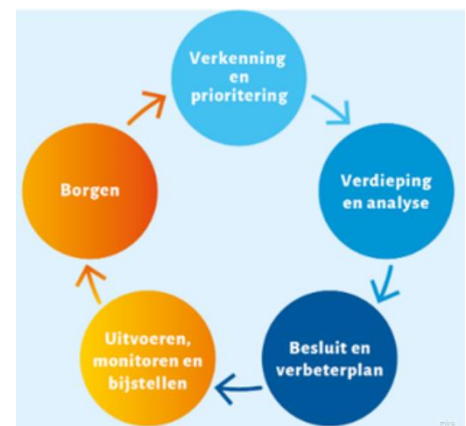 Verkenning
en
prioritering
Verdieping
en analyse
Besluit en
verbeterplan
Uitvoeren,
monitoren en
bijstellen
Borgen